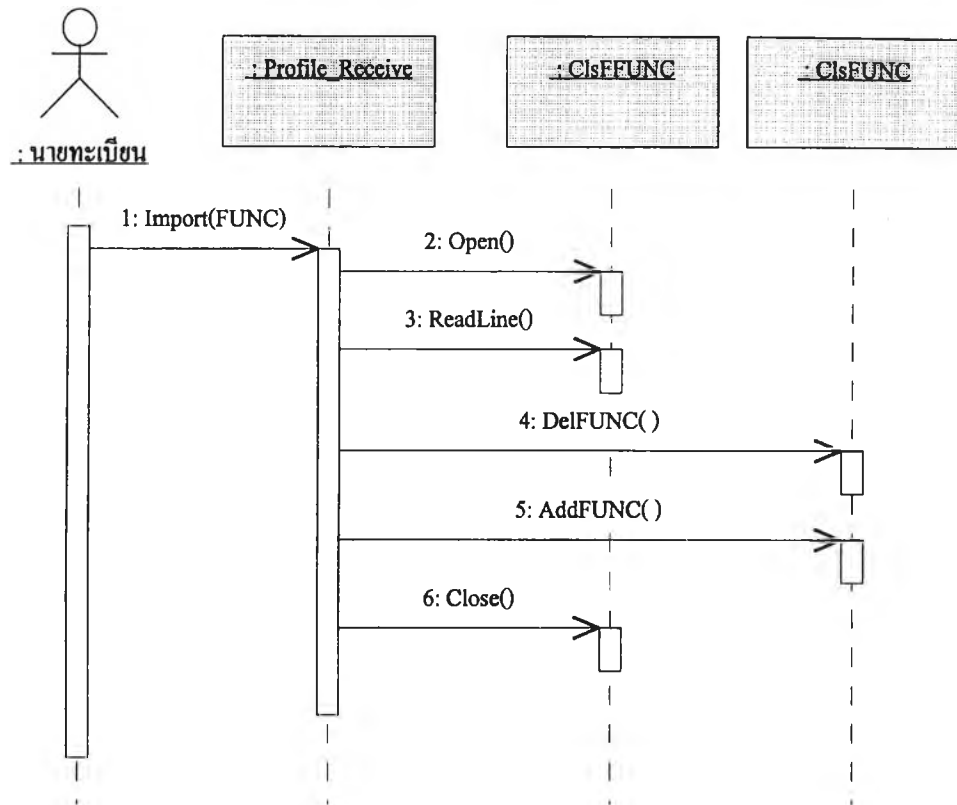 : Profile_Receive
: ClsFFUNC
: ClsFUNC
: นายทะเบียน
1: Import(FUNC)
2: Open()
3: ReadLine()
4: DelFUNC( )
5: AddFUNC( )
6: Close()